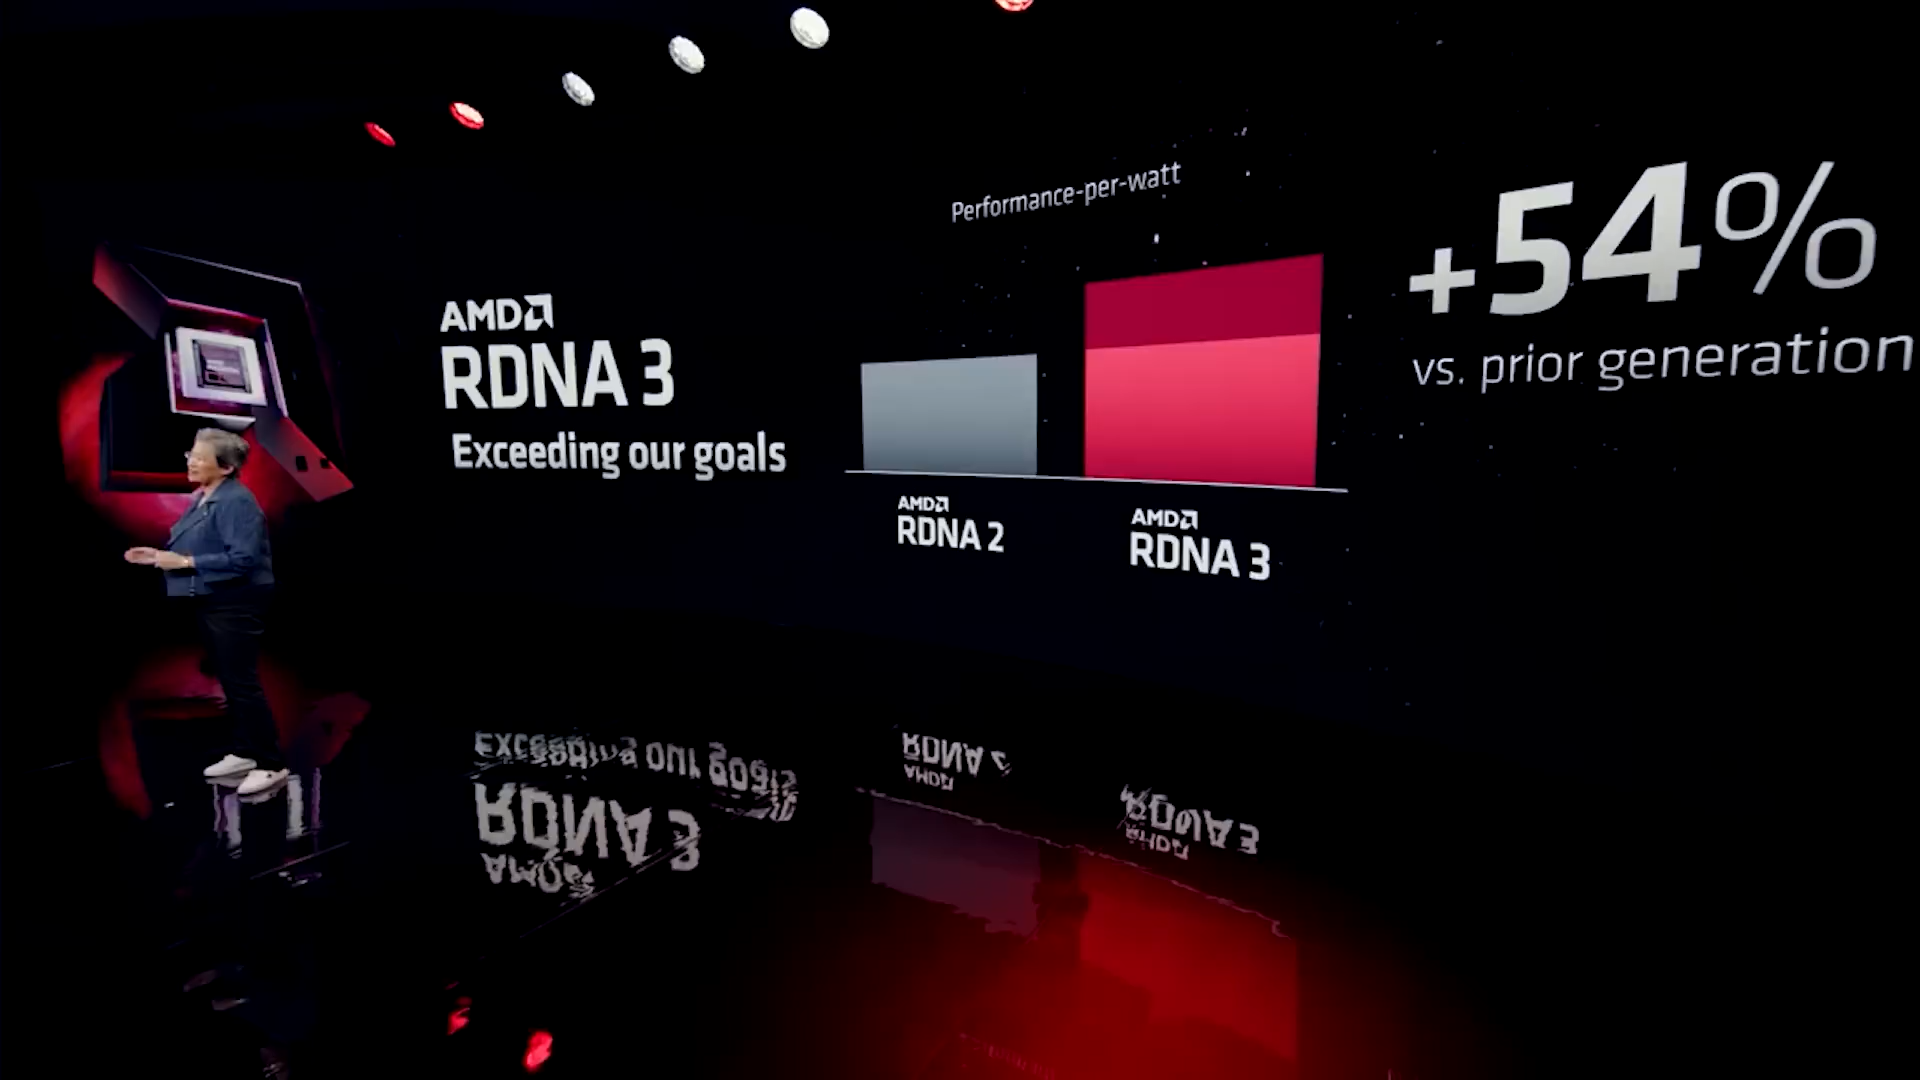 AMD
RDNA 3
Exceeding our goals
Performance-per-watt
AMD
RDNA 2
AMD
RDNA 3
+54%
vs. prior generation